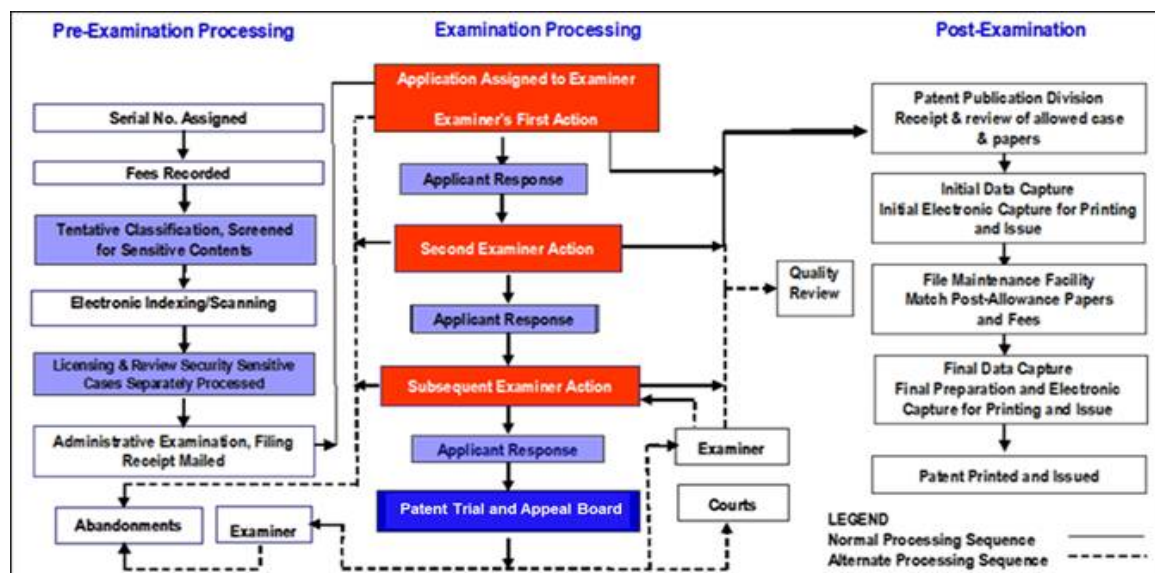 Pre-Examination Processing
Serial No. Assigned
Fees Recorded
Tentative Classification, Screened
for Sensitive Contents
Electronic Indexing/Scanning
Licensing & Review Security Sensitive
Cases Separately Processed
Administrative Examination, Filing
Receipt Mailed
Abandonments
Examiner
Examination Processing
Application Assigned to Examiner
Examiner's First Action
Applicant Response
Second Examiner Action
Applicant Response
Subsequent Examiner Action
Applicant Response
Patent Trial and Appeal Board
Examiner
Courts
Quality
Review
Post-Examination
Patent Publication Division
Receipt & review of allowed case
& papers
Initial Data Capture
Initial Electronic Capture for Printing
and Issue
File Maintenance Facility
Match Post-Allowance Papers
and Fees
Final Data Capture
Final Preparation and Electronic
Capture for Printing and Issue
Patent Printed and Issued
LEGEND
Normal Processing Sequence
Alternate Processing Sequence